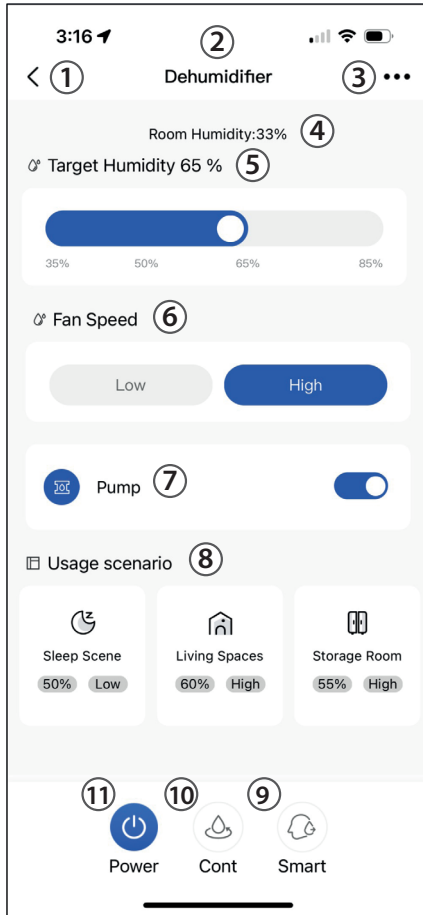 3:16
②
① Dehumidifier ③
Room Humidity:33% ④
Target Humidity 65 % ⑤
35% 50% 65% 85%
Fan Speed ⑥
Low High
Pump ⑦
Usage scenario ⑧
Sleep Scene Living Spaces Storage Room
50% Low 60% High 55% High
⑪ ⑩ ⑨
Power Cont Smart